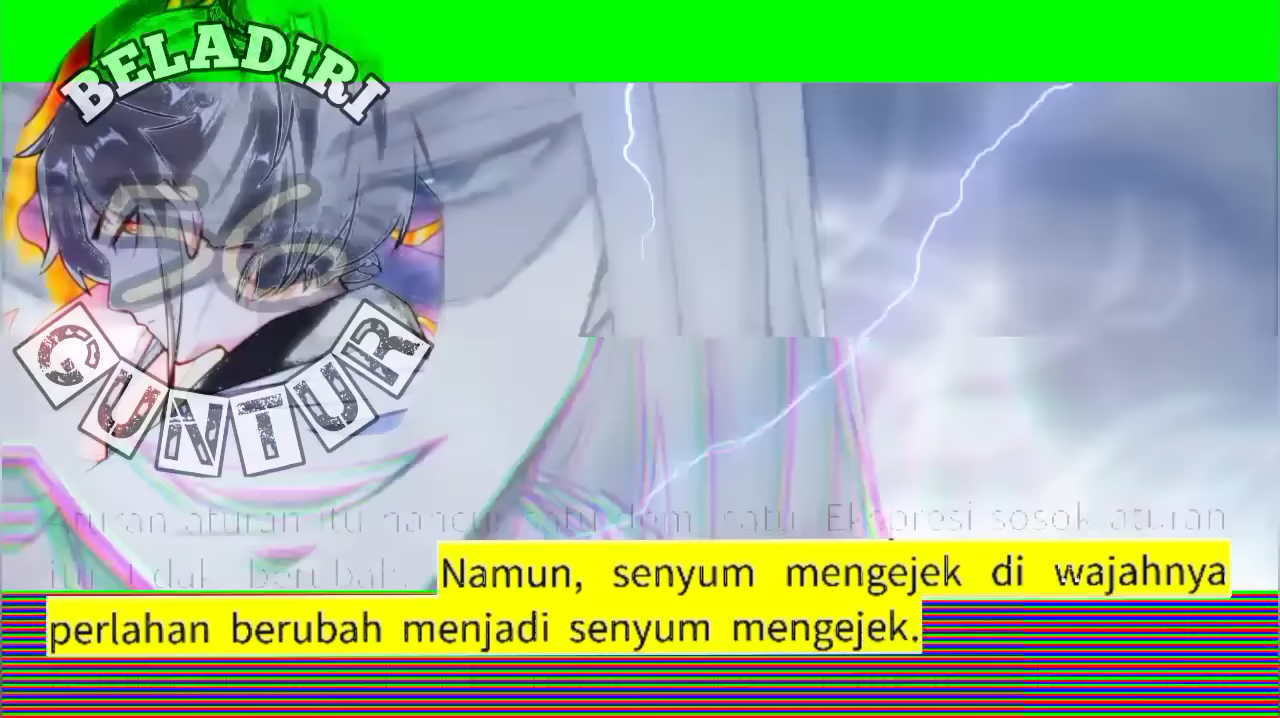 BELADIRI
GUNTUR
Aturan aturan itu hancur satu demi satu. Ekspresi sosok aturan
itu tidak berubah. Namun, senyum mengejek di wajahnya
perlahan berubah menjadi senyum mengejek.